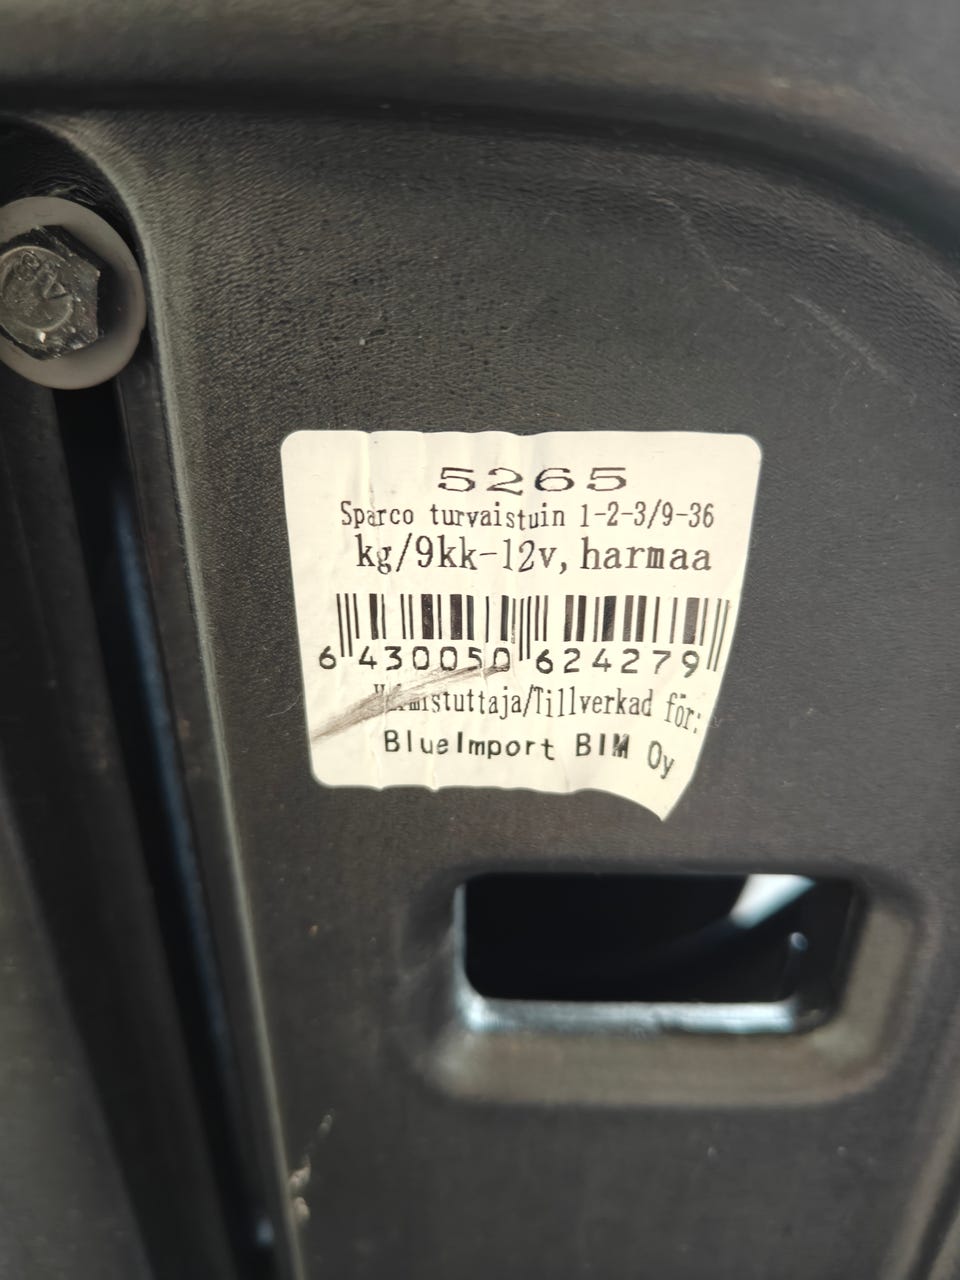 5265
Sparco turvaistuin 1-2-3/9-36
kg/9kk-12v, harmaa
6 430050 624279
Valmistuttaja/Tillverkad för:
BlueImport BIM Oy